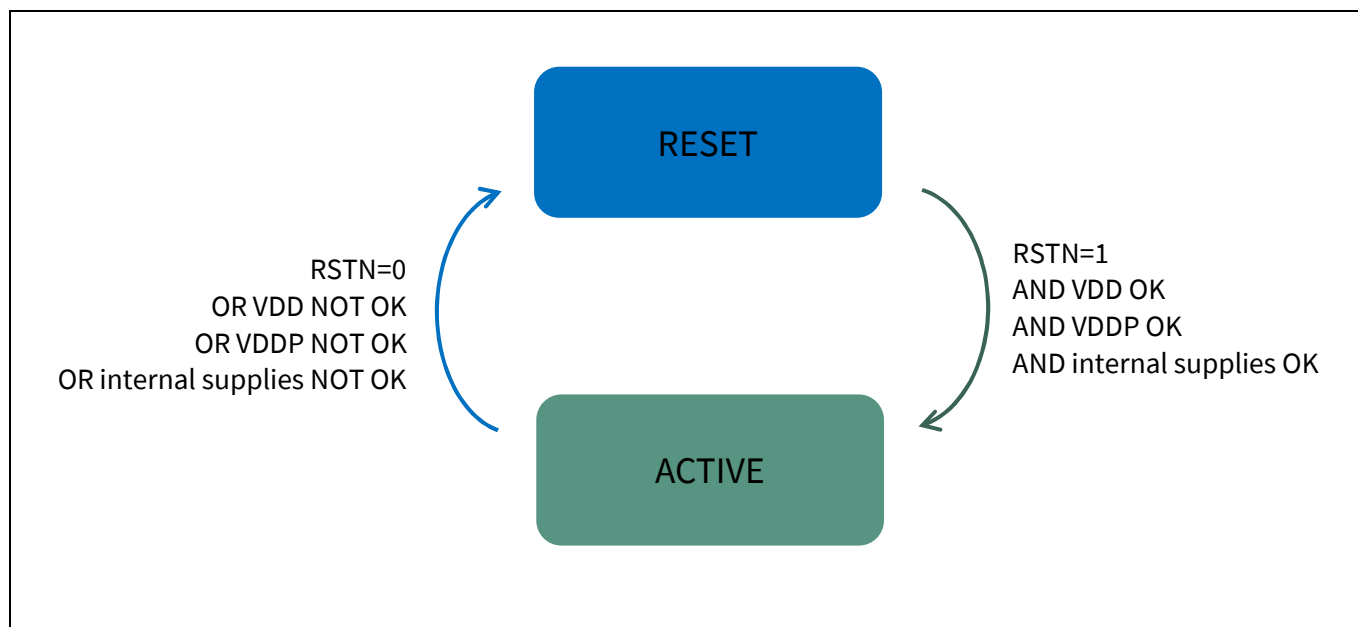 RESET
RSTN=0
OR VDD NOT OK
OR VDDP NOT OK
OR internal supplies NOT OK
RSTN=1
AND VDD OK
AND VDDP OK
AND internal supplies OK
ACTIVE